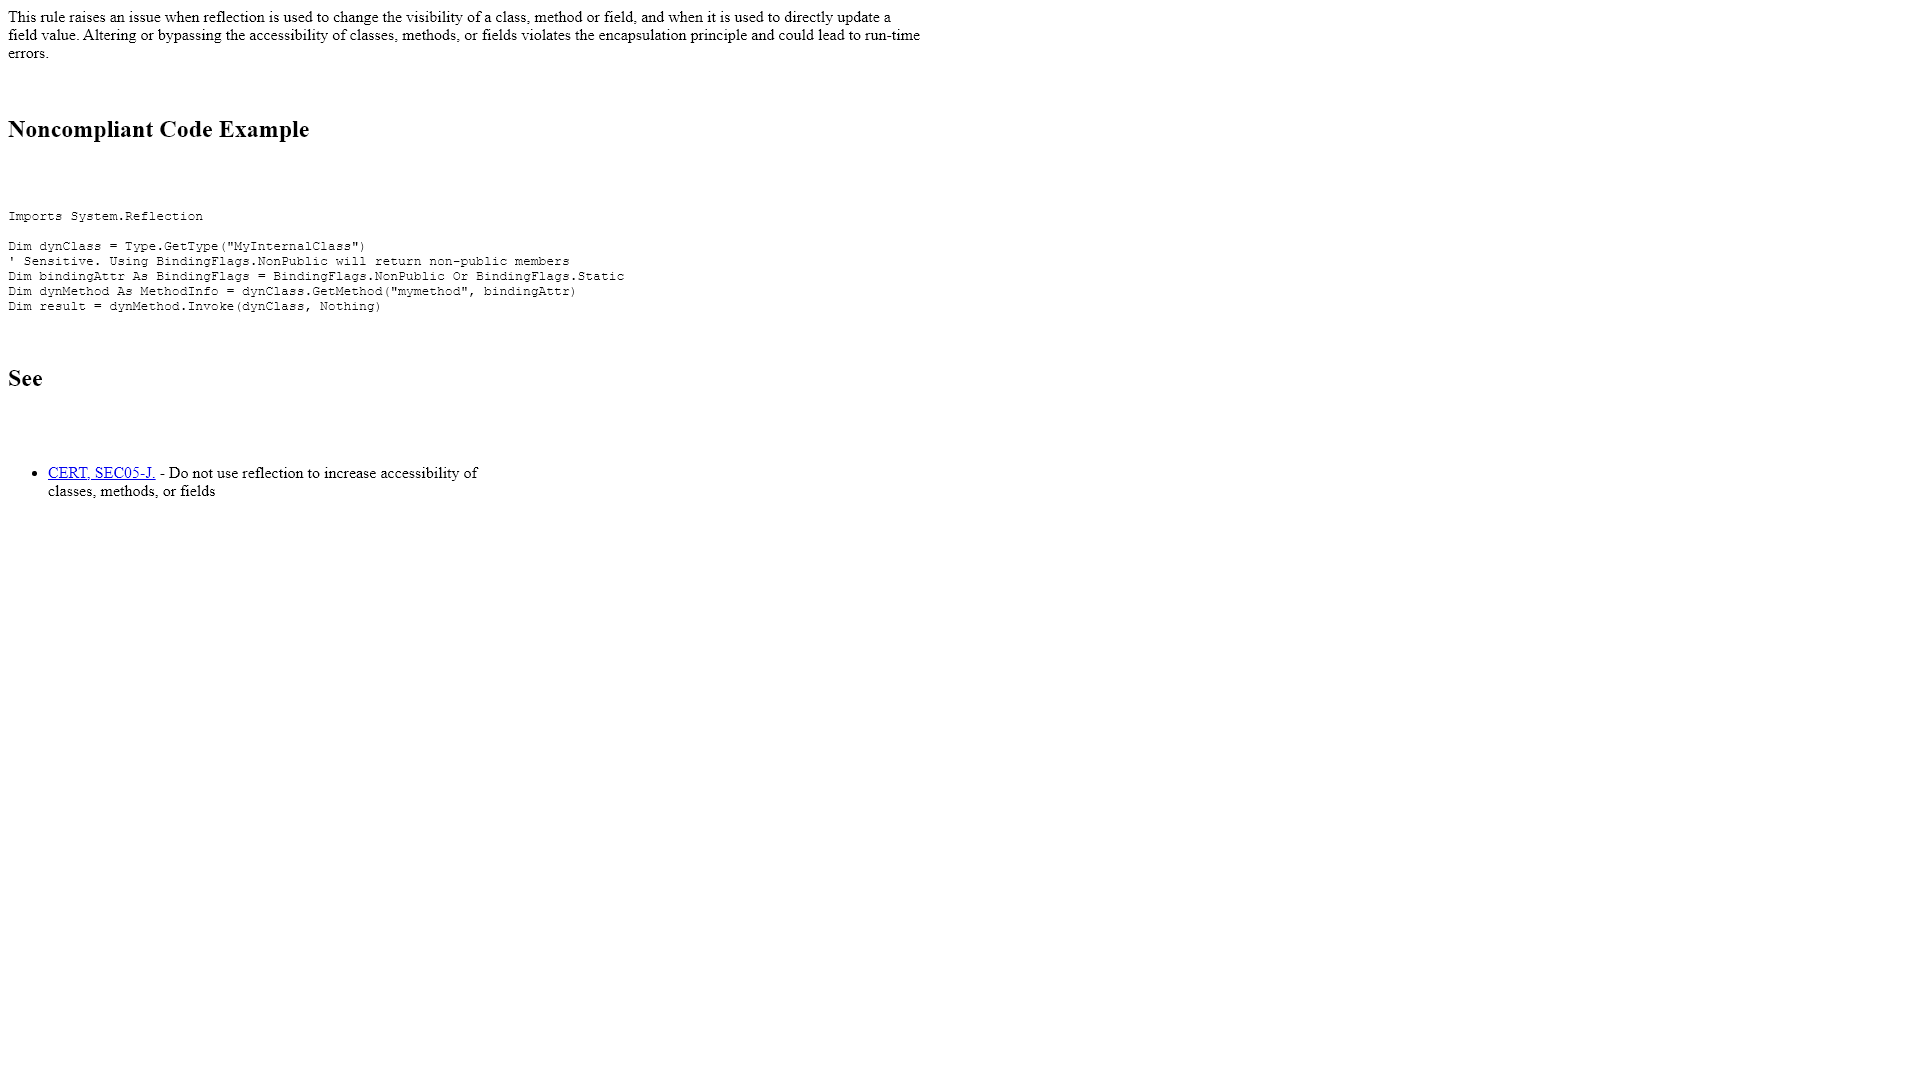 This rule raises an issue when reflection is used to change the visibility of a class, method or field, and when it is used to directly update a
field value. Altering or bypassing the accessibility of classes, methods, or fields violates the encapsulation principle and could lead to run-time
errors.
Noncompliant Code Example
Imports System.Reflection
Dim dynClass = Type.GetType("MyInternalClass")
' Sensitive. Using BindingFlags.NonPublic will return non-public members
Dim bindingAttr As BindingFlags = BindingFlags.NonPublic Or BindingFlags.Static
Dim dynMethod As MethodInfo = dynClass.GetMethod("mymethod", bindingAttr)
Dim result = dynMethod.Invoke(dynClass, Nothing)
See
• CERT, SEC05-J. - Do not use reflection to increase accessibility of
classes, methods, or fields